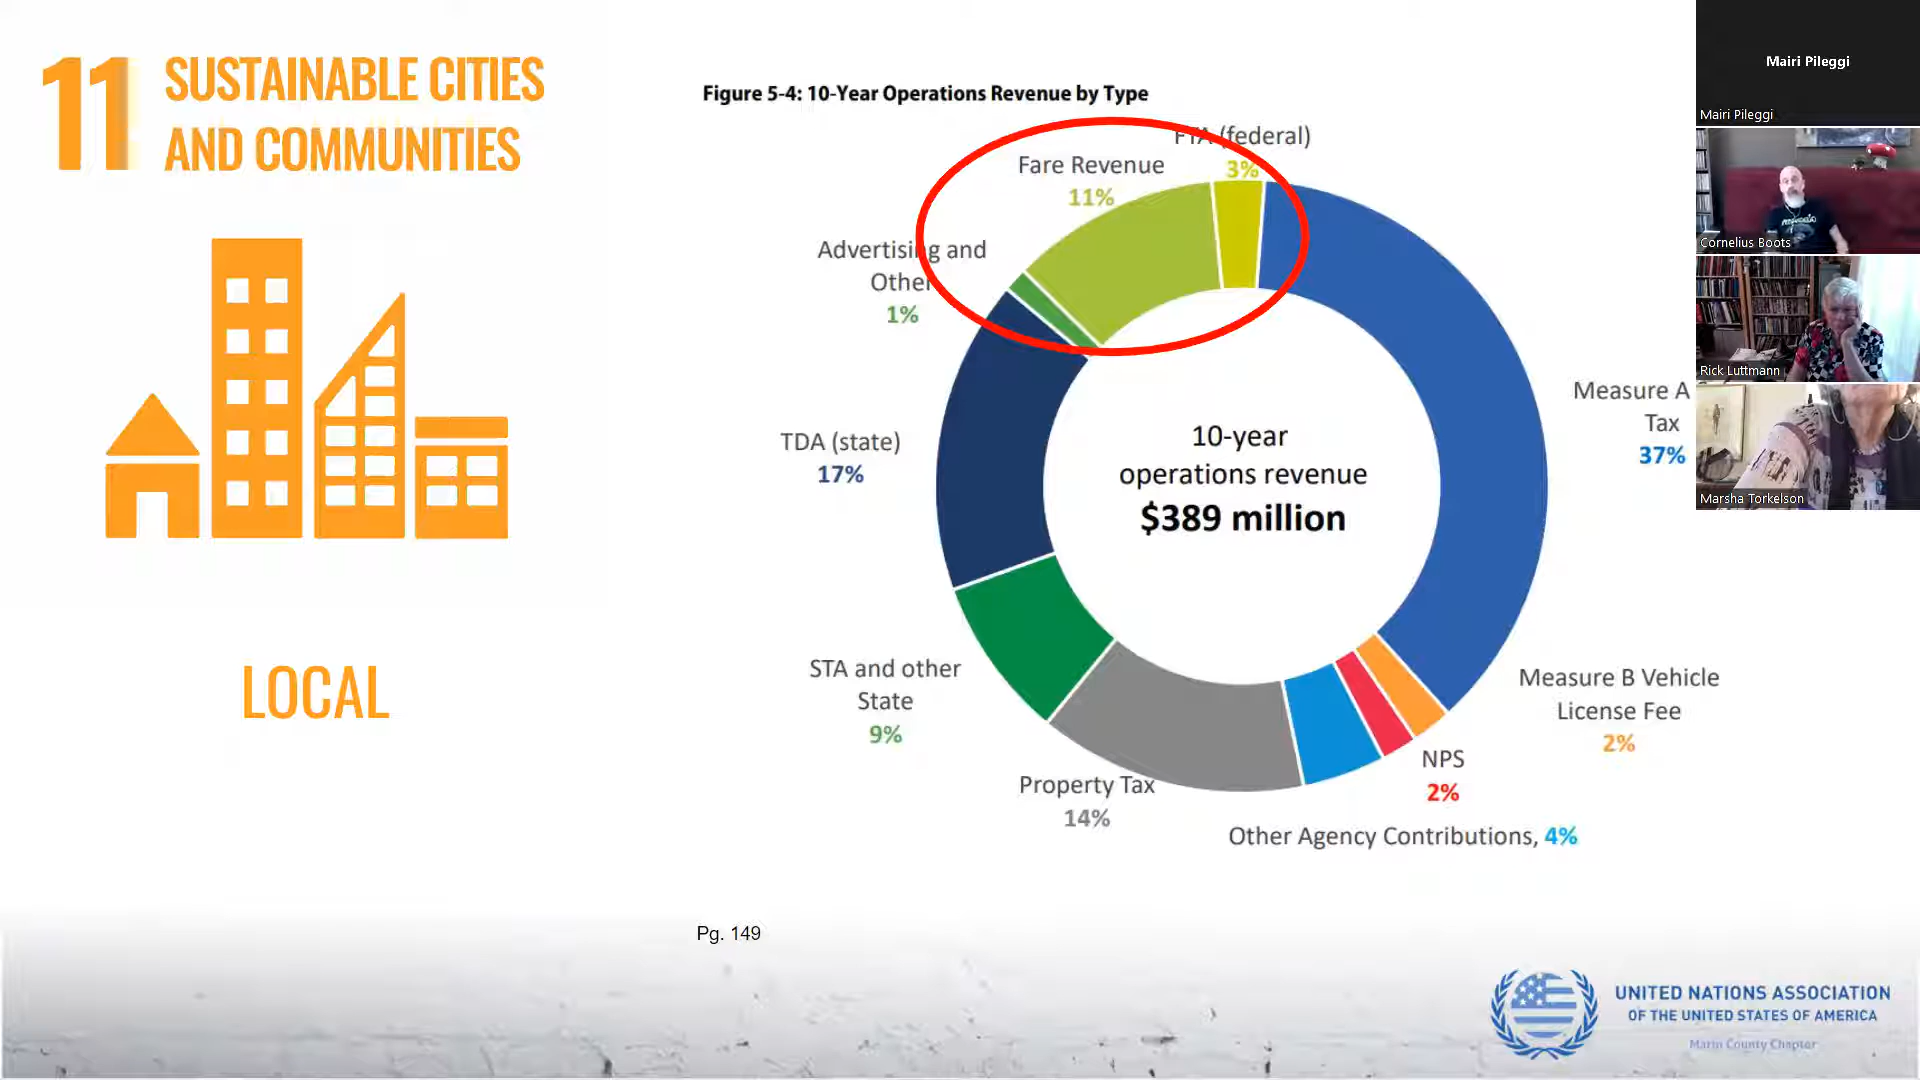 11 SUSTAINABLE CITIES
AND COMMUNITIES
LOCAL
Figure 5-4: 10-Year Operations Revenue by Type
FTA (federal)
3%
Fare Revenue
11%
Advertising and
Other
1%
TDA (state)
17%
STA and other
State
9%
Property Tax
14%
Other Agency Contributions, 4%
NPS
2%
Measure B Vehicle
License Fee
2%
Measure A
Tax
37%
10-year
operations revenue
$389 million
Pg. 149
UNITED NATIONS ASSOCIATION
OF THE UNITED STATES OF AMERICA
Marin County Chapter
Mairi Pileggi
Mairi Pileggi
Cornelius Boots
Rick Luttmann
Marsha Torkelson